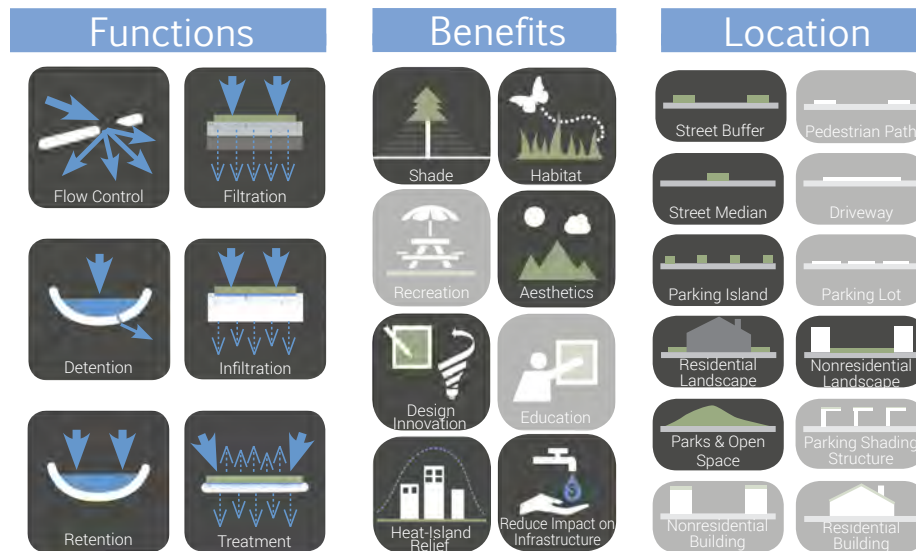 Functions
Benefits
Location
Flow Control
Filtration
Detention
Infiltration
Retention
Treatment
Shade
Habitat
Recreation
Aesthetics
Design
Innovation
Education
Heat-Island
Relief
Reduce Impact on
Infrastructure
$
Street Buffer
Pedestrian Path
Street Median
Driveway
Parking Island
Parking Lot
Residential
Landscape
Nonresidential
Landscape
Parks & Open
Space
Parking Shading
Structure
Nonresidential
Building
Residential
Building